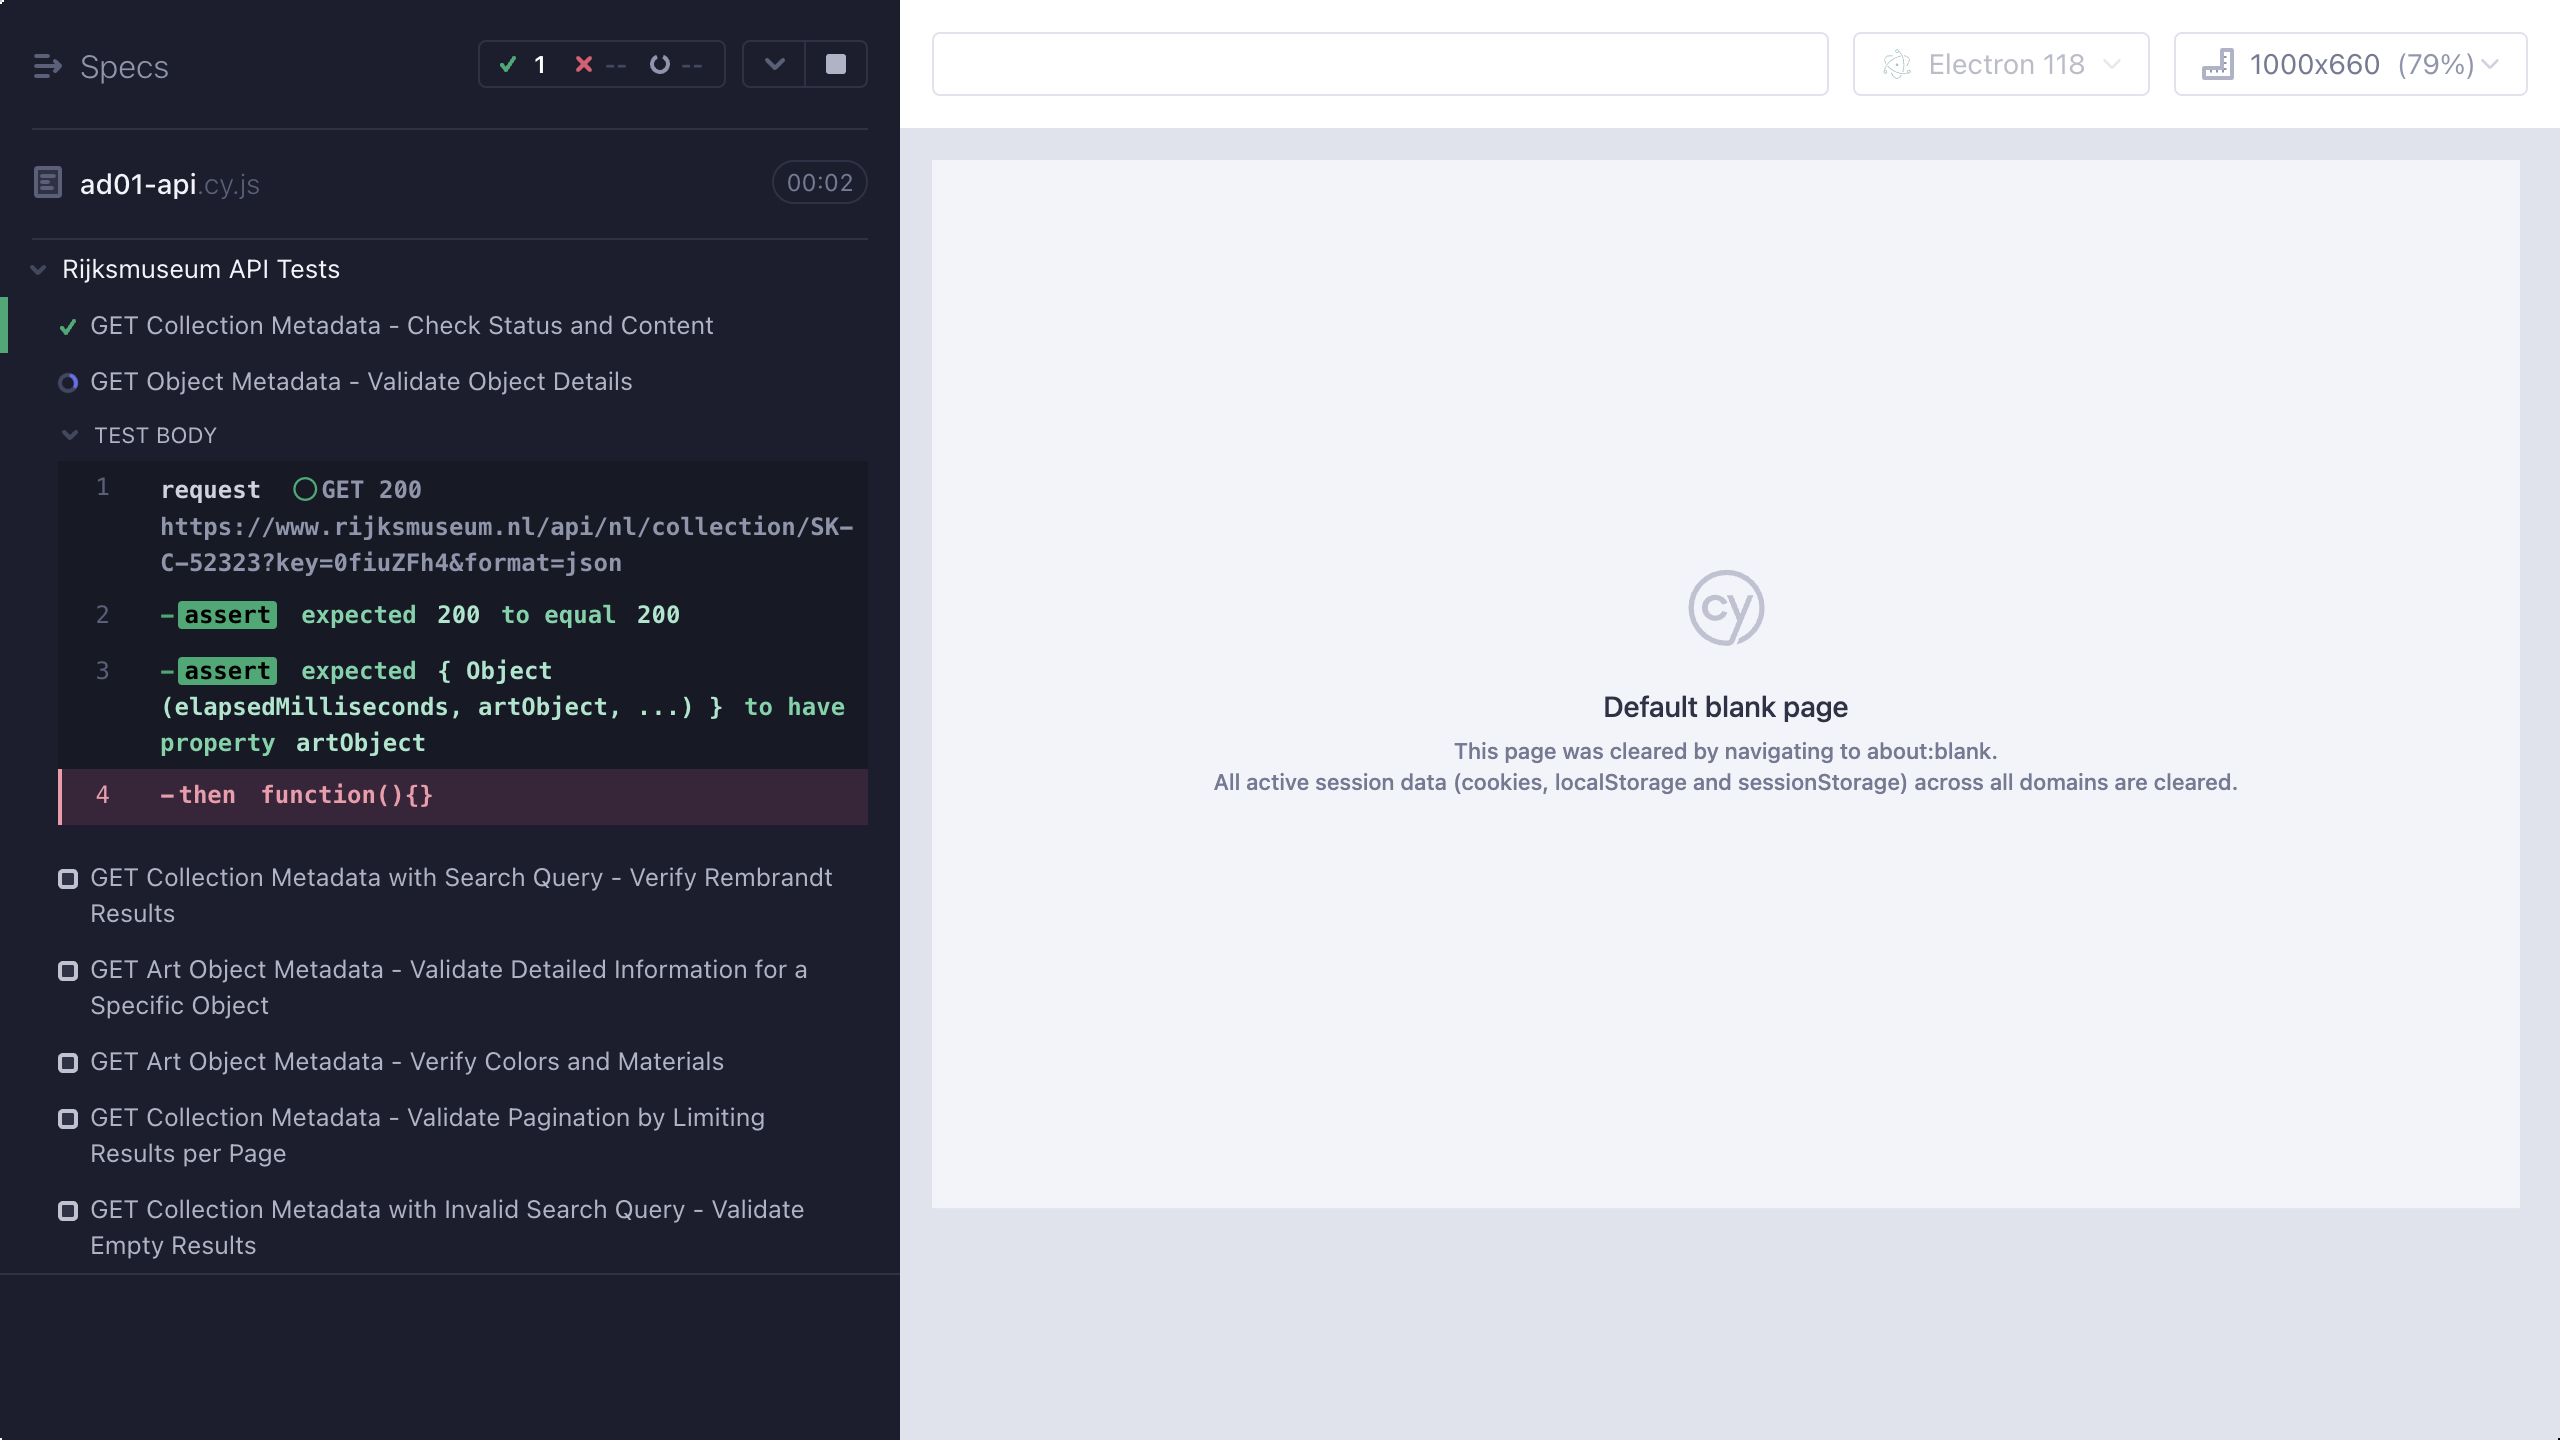 Specs
1 -- --
ad01-api.cy.js
00:02
Rijksmuseum API Tests
GET Collection Metadata - Check Status and Content
GET Object Metadata - Validate Object Details
TEST BODY
1 request GET 200
https://www.rijksmuseum.nl/api/nl/collection/SK-
C-52323?key=0fiuZFh4&format=json
2 -assert expected 200 to equal 200
3 -assert expected { Object
(elapsedMilliseconds, artObject, ...) } to have
property artObject
4 -then function(){}
GET Collection Metadata with Search Query - Verify Rembrandt
Results
GET Art Object Metadata - Validate Detailed Information for a
Specific Object
GET Art Object Metadata - Verify Colors and Materials
GET Collection Metadata - Validate Pagination by Limiting
Results per Page
GET Collection Metadata with Invalid Search Query - Validate
Empty Results
Electron 118
1000x660 (79%)
cy
Default blank page
This page was cleared by navigating to about:blank.
All active session data (cookies, localStorage and sessionStorage) across all domains are cleared.